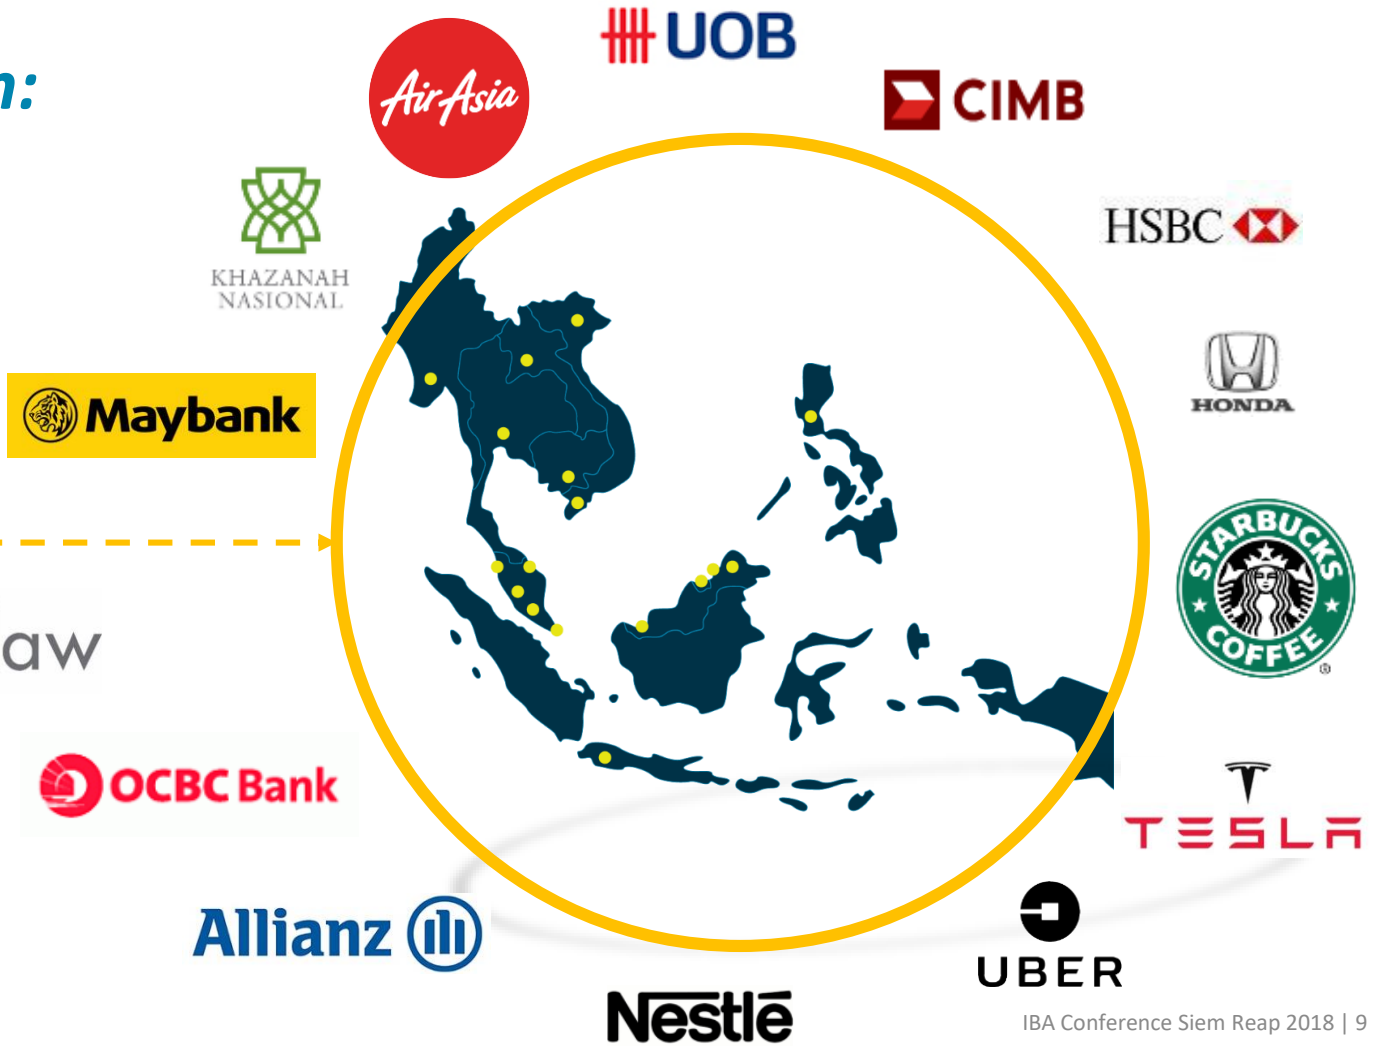 n:
AirAsia
UOB
CIMB
KHAZANAH
NASIONAL
HSBC
HONDA
Maybank
STARBUCKS
COFFEE
®
aw
OCBC Bank
TESLA
Allianz
UBER
Nestlé
IBA Conference Siem Reap 2018 | 9